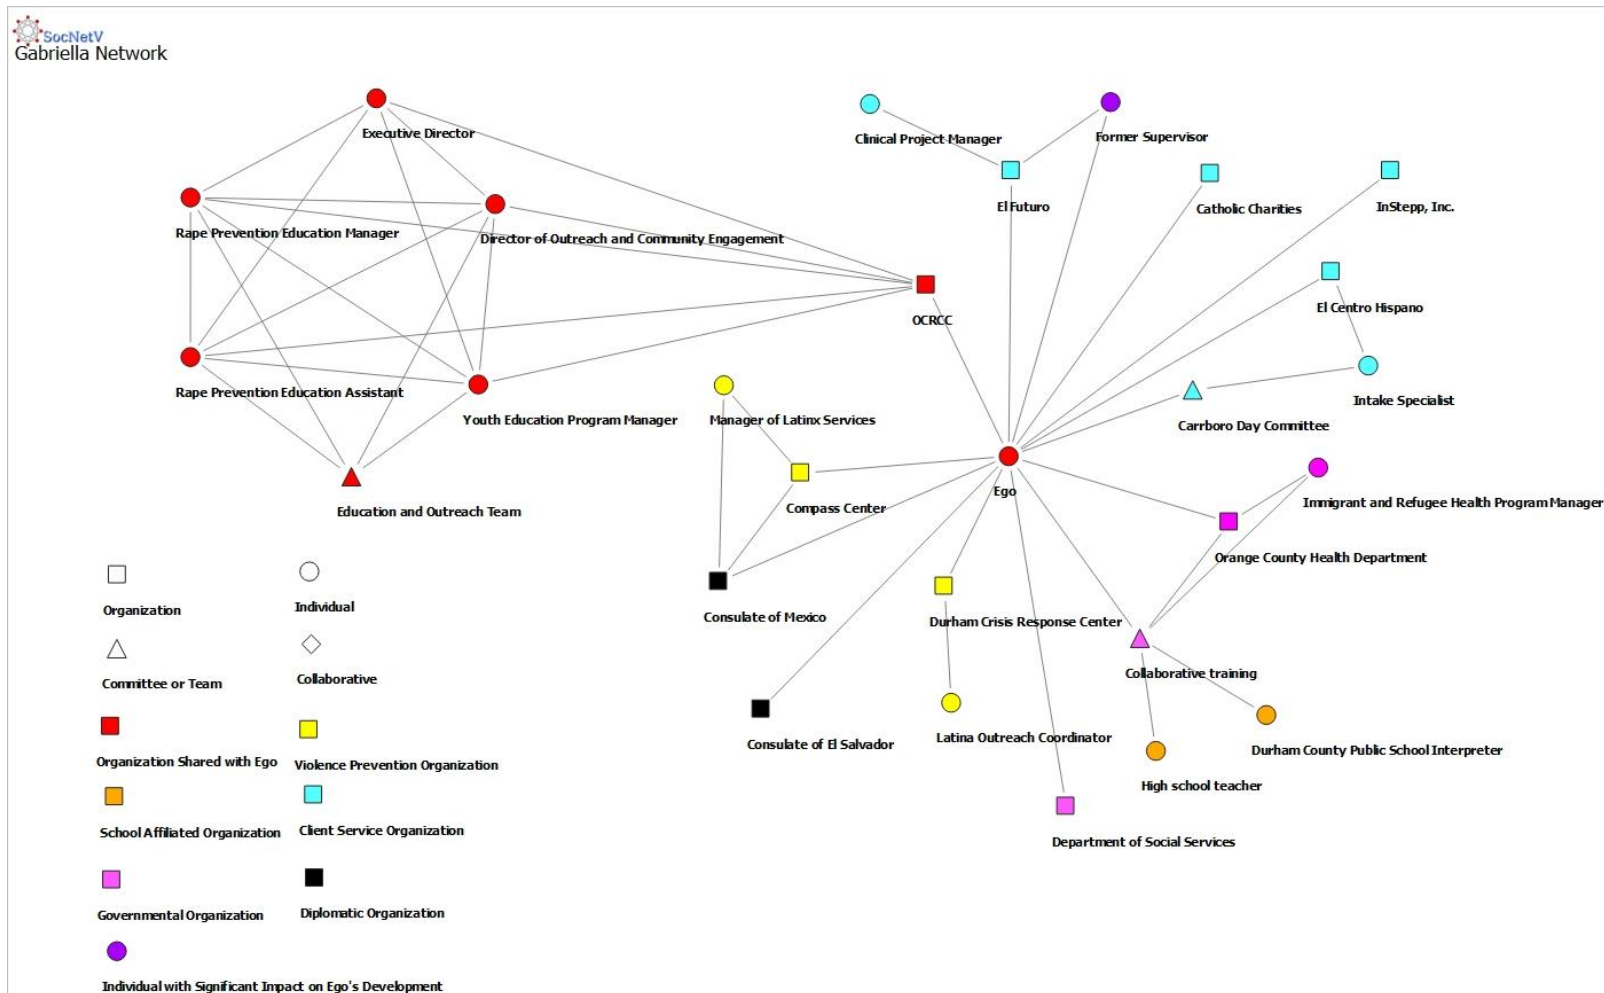 SocNetV
Gabriella Network
Executive Director
Clinical Project Manager
Former Supervisor
El Futuro
Catholic Charities
InStepp, Inc.
Rape Prevention Education Manager
Director of Outreach and Community Engagement
El Centro Hispano
OCRCC
Rape Prevention Education Assistant
Youth Education Program Manager
Manager of Latinx Services
Carrboro Day Committee
Intake Specialist
Ego
Immigrant and Refugee Health Program Manager
Education and Outreach Team
Compass Center
Orange County Health Department
Consulate of Mexico
Durham Crisis Response Center
Collaborative training
Consulate of El Salvador
Latina Outreach Coordinator
Durham County Public School Interpreter
High school teacher
Department of Social Services
Organization
Individual
Committee or Team
Collaborative
Organization Shared with Ego
Violence Prevention Organization
School Affiliated Organization
Client Service Organization
Governmental Organization
Diplomatic Organization
Individual with Significant Impact on Ego's Development